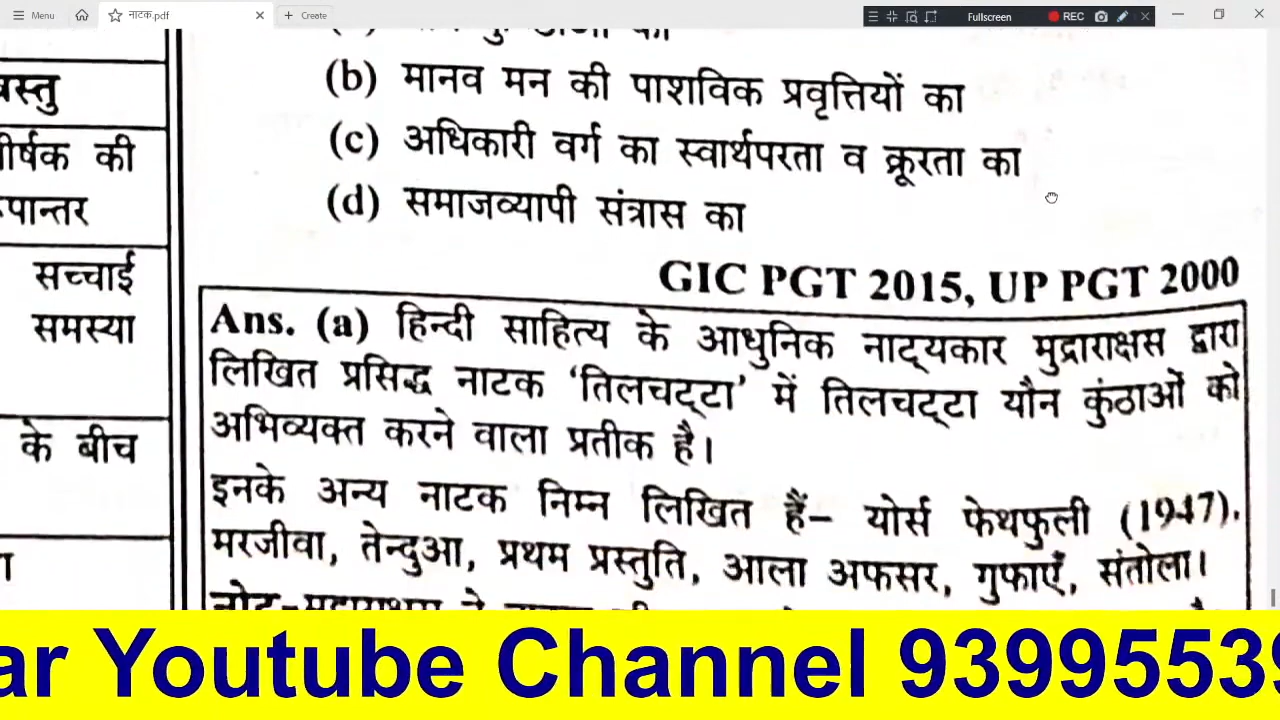 Menu
नाटक.pdf
Create
Fullscreen
REC
वस्तु
शीर्षक की
रूपान्तर
सच्चाई
समस्या
के बीच
(b) मानव मन की पाशविक प्रवृत्तियों का
(c) अधिकारी वर्ग का स्वार्थपरता व क्रूरता का
(d) समाजव्यापी संत्रास का
GIC PGT 2015, UP PGT 2000
Ans. (a) हिन्दी साहित्य के आधुनिक नाट्यकार मुद्राराक्षस द्वारा
लिखित प्रसिद्ध नाटक ‘तिलचट्टा’ में तिलचट्टा यौन कुंठाओं को
अभिव्यक्त करने वाला प्रतीक है।
इनके अन्य नाटक निम्न लिखित हैं– योर्स फेथफुली (1947),
मरजीवा, तेन्दुआ, प्रथम प्रस्तुति, आला अफसर, गुफाएँ, संतोला।
ar Youtube Channel 93995539